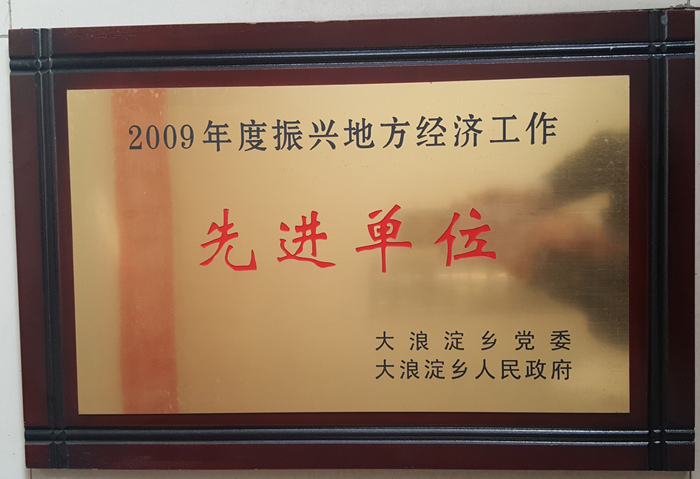 2009年度振兴地方经济工作
先进单位
大浪淀乡党委
大浪淀乡人民政府